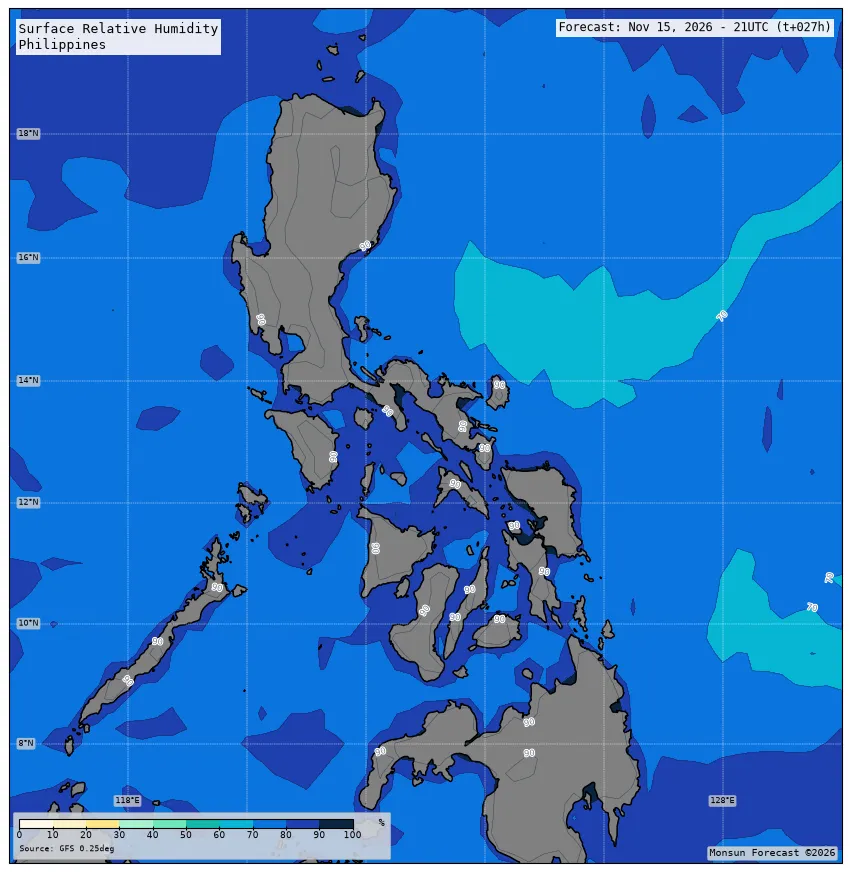 Surface Relative Humidity
Philippines
Forecast: Nov 15, 2026 - 21UTC (t+027h)
18°N
90
16°N
90
70
14°N
90
90
90
90
90
12°N
90
90
90
90
70
90
90
70
10°N
90
90
90
90
90
90
8°N
90
90
118°E
128°E
0 10 20 30 40 50 60 70 80 90 100 %
Source: GFS 0.25deg
Monsun Forecast ©2026